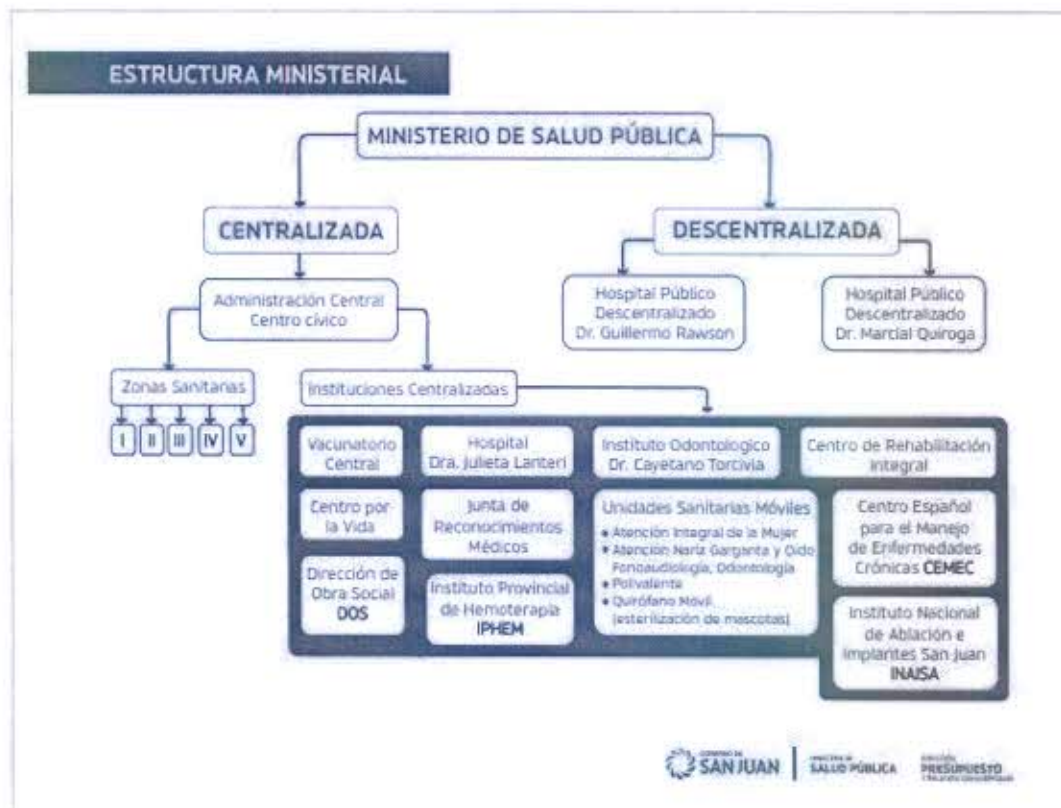 ESTRUCTURA MINISTERIAL
MINISTERIO DE SALUD PÚBLICA
CENTRALIZADA
DESCENTRALIZADA
Administración Central
Centro cívico
Hospital Público
Descentralizado
Dr. Guillermo Rawson
Hospital Público
Descentralizado
Dr. Marcial Quiroga
Zonas Sanitarias
I II III IV V
Instituciones Centralizadas
Vacunatorio
Central
Hospital
Dra. Julieta Lanteri
Instituto Odontologico
Dr. Cayetano Torcivia
Centro de Rehabilitación
Integral
Centro por
la Vida
Junta de
Reconocimientos
Médicos
Unidades Sanitarias Móviles
• Atención Integral de la Mujer
• Atención Nariz Garganta y Oído
Fonoaudiología, Odontología
• Polivalente
• Quirófano Móvil
(esterilización de mascotas)
Centro Español
para el Manejo
de Enfermedades
Crónicas CEMEC
Dirección de
Obra Social
DOS
Instituto Provincial
de Hemoterapia
IPHEM
Instituto Nacional
de Ablación e
Implantes San Juan
INAISA
GOBIERNO DE
SAN JUAN
MINISTERIO DE
SALUD PÚBLICA
DIRECCIÓN
PRESUPUESTO